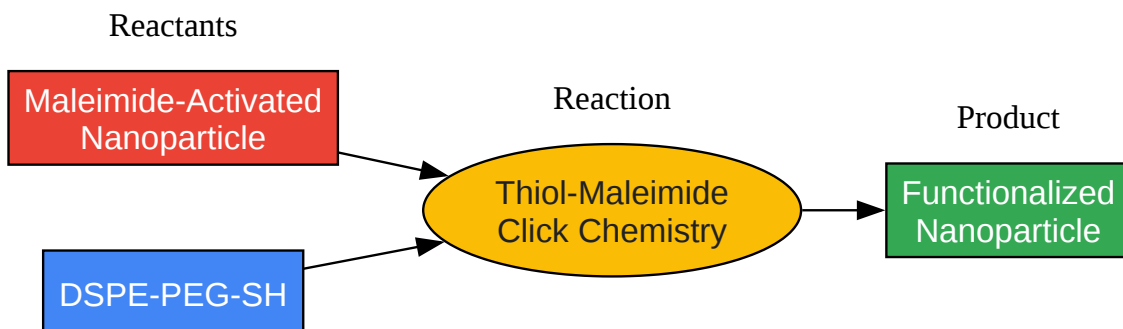 Reactants
Maleimide-Activated
Nanoparticle
DSPE-PEG-SH
Reaction
Thiol-Maleimide
Click Chemistry
Product
Functionalized
Nanoparticle